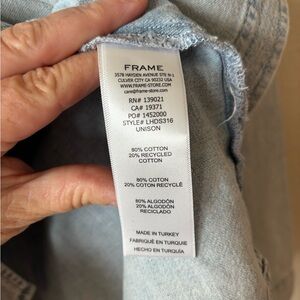 FRAME
3578 HAYDEN AVENUE STE N-1
CULVER CITY CA 90232 USA
WWW.FRAME-STORE.COM
care@frame-store.com
RN# 139021
CA# 19371
PO# 1452000
STYLE# LHDS316
UNISON
80% COTTON
20% RECYCLED
COTTON
80% COTON
20% COTON RECYCLÉ
80% ALGODÓN
20% ALGODÓN
RECICLADO
MADE IN TURKEY
FABRIQUÉ EN TURQUIE
HECHO EN TURQUÍA